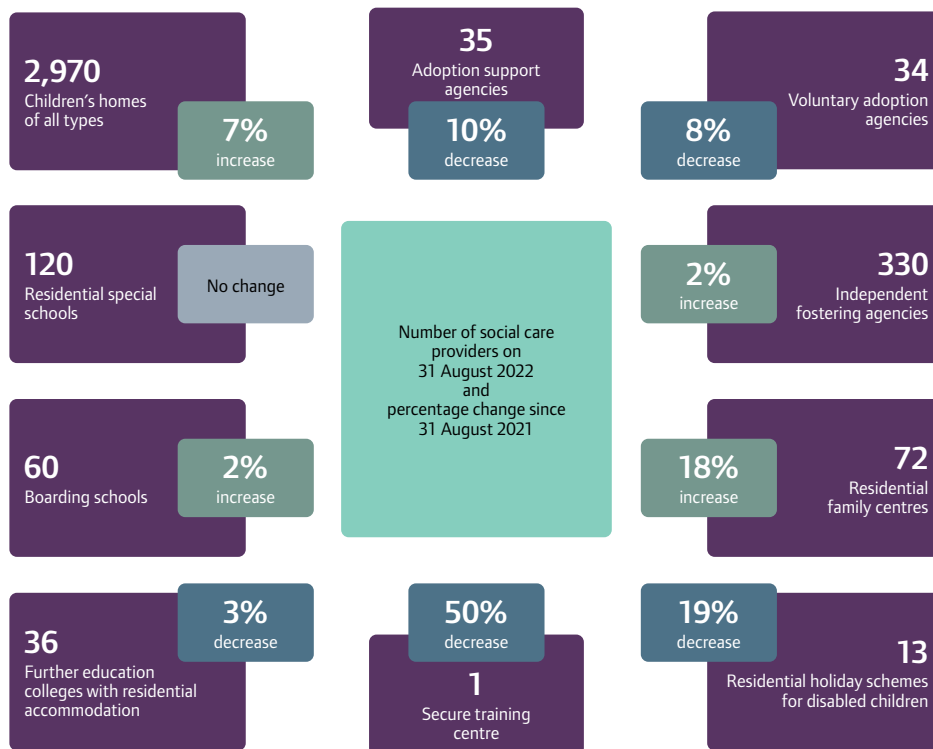 2,970
Children’s homes
of all types
7%
increase
35
Adoption support
agencies
10%
decrease
34
Voluntary adoption
agencies
8%
decrease
120
Residential special
schools
No change
Number of social care
providers on
31 August 2022
and
percentage change since
31 August 2021
2%
increase
330
Independent
fostering agencies
60
Boarding schools
2%
increase
18%
increase
72
Residential
family centres
3%
decrease
36
Further education
colleges with residential
accommodation
50%
decrease
1
Secure training
centre
19%
decrease
13
Residential holiday schemes
for disabled children